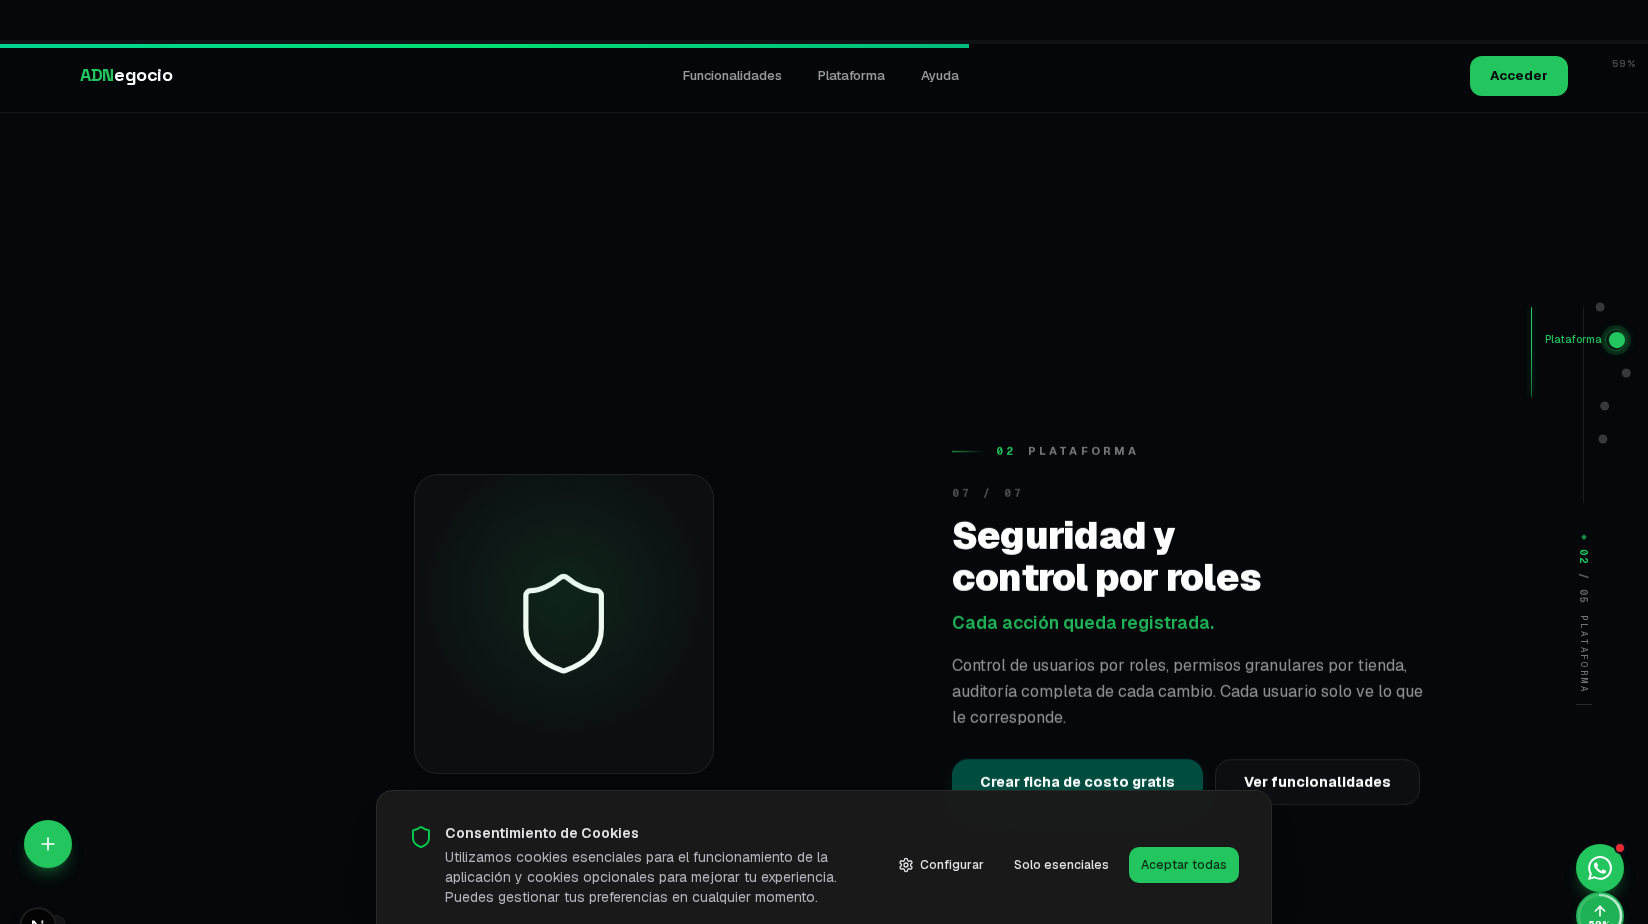 ADNegocio
Funcionalidades
Plataforma
Ayuda
Acceder
59%
Plataforma
02 PLATAFORMA
07 / 07
Seguridad y
control por roles
Cada acción queda registrada.
Control de usuarios por roles, permisos granulares por tienda,
auditoría completa de cada cambio. Cada usuario solo ve lo que
le corresponde.
Crear ficha de costo gratis
Ver funcionalidades
02 / 05 PLATAFORMA
Consentimiento de Cookies
Utilizamos cookies esenciales para el funcionamiento de la
aplicación y cookies opcionales para mejorar tu experiencia.
Puedes gestionar tus preferencias en cualquier momento.
Configurar
Solo esenciales
Aceptar todas